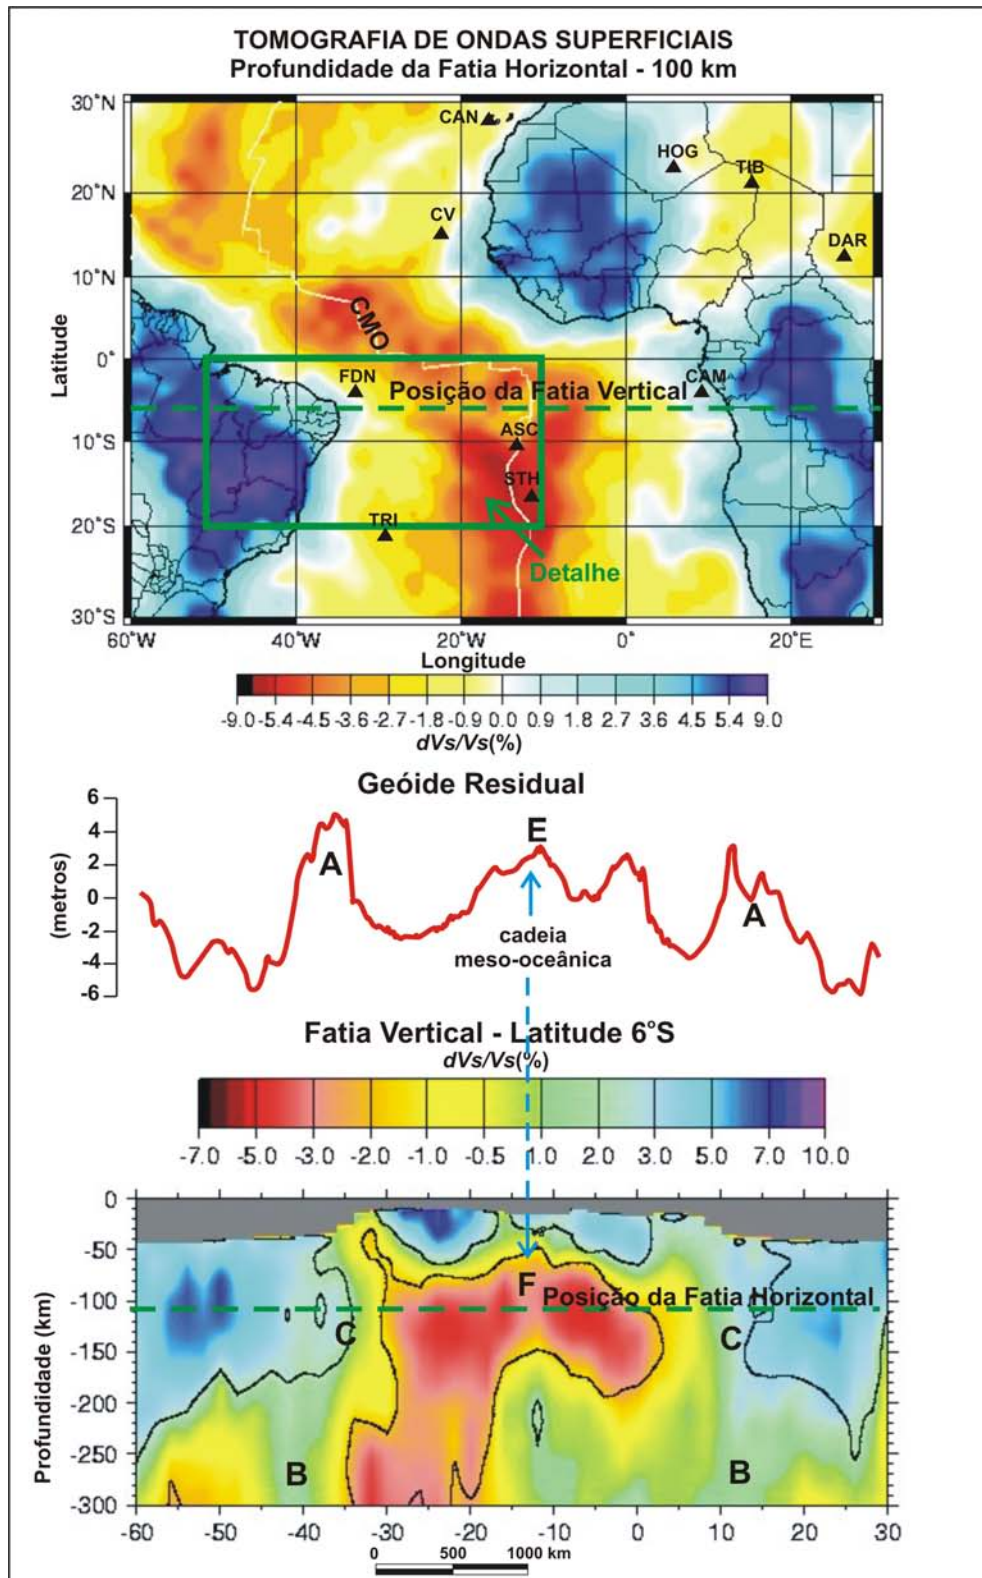 TOMOGRAFIA DE ONDAS SUPERFICIAIS
Profundidade da Fatia Horizontal - 100 km
30°N
20°N
10°N
0°
10°S
20°S
30°S
Latitude
CAN
HOG
TIB
CV
DAR
CMO
FDN
Posição da Fatia Vertical
CAM
ASC
STH
TRI
Detalhe
60°W
40°W
20°W
0°
20°E
Longitude
-9.0 -5.4 -4.5 -3.6 -2.7 -1.8 -0.9 0.0 0.9 1.8 2.7 3.6 4.5 5.4 9.0
dVs/Vs(%)
Geóide Residual
6
4
2
0
-2
-4
-6
(metros)
A
E
A
cadeia
meso-oceânica
Fatia Vertical - Latitude 6°S
dVs/Vs(%)
-7.0 -5.0 -3.0 -2.0 -1.0 -0.5 1.0 2.0 3.0 5.0 7.0 10.0
0
-50
-100
-150
-200
-250
-300
Profundidade (km)
F
Posição da Fatia Horizontal
C
C
B
B
-60 -50 -40 -30 -20 -10 0 10 20 30
0 500 1000 km